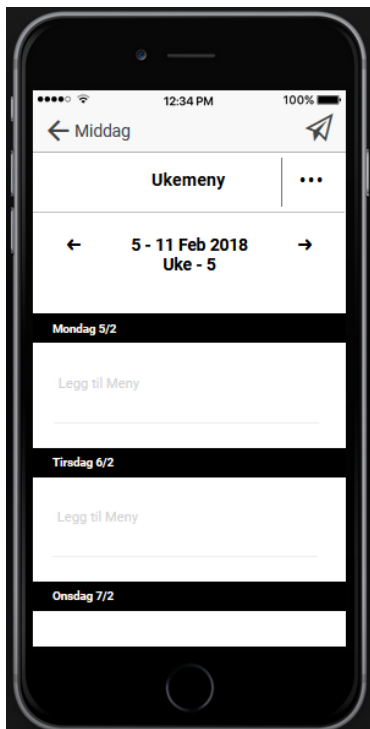 12:34 PM
100%
Middag
Ukemeny
5 - 11 Feb 2018
Uke - 5
Mondag 5/2
Legg til Meny
Tirsdag 6/2
Legg til Meny
Onsdag 7/2